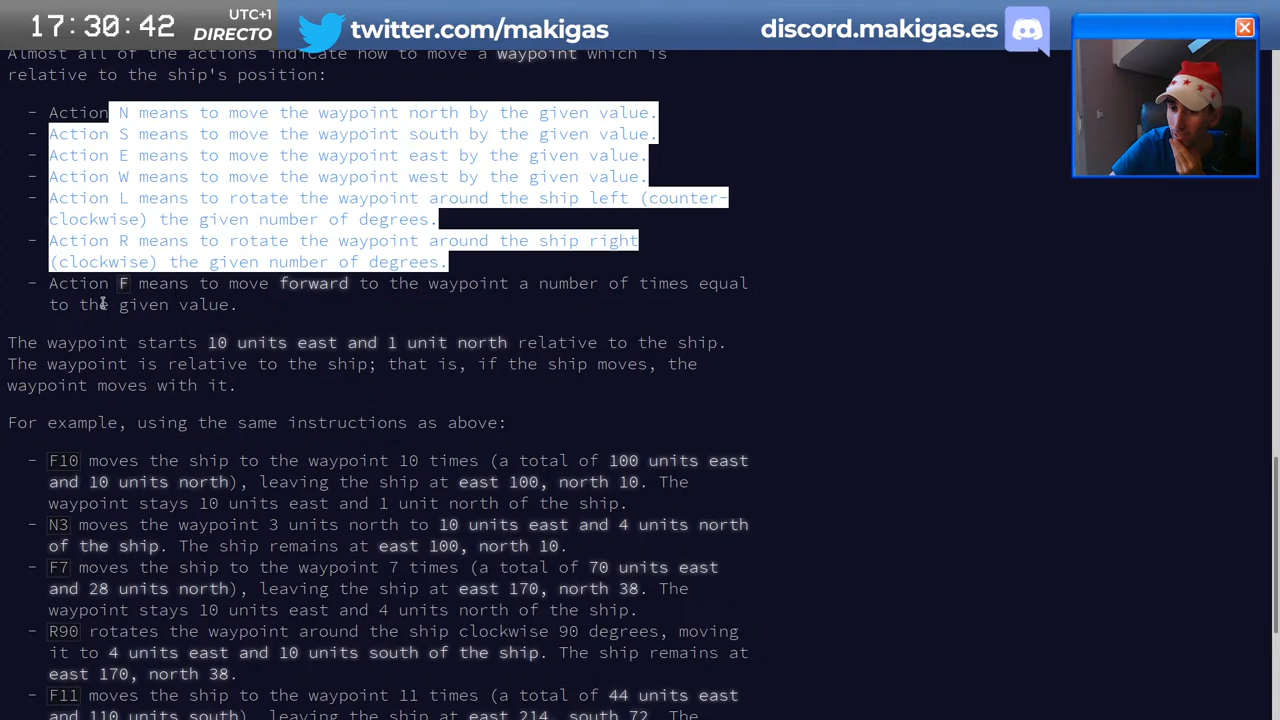 17:30:42
UTC+1
DIRECTO
twitter.com/makigas
discord.makigas.es
Almost all of the actions indicate how to move a waypoint which is
relative to the ship's position:
- Action N means to move the waypoint north by the given value.
- Action S means to move the waypoint south by the given value.
- Action E means to move the waypoint east by the given value.
- Action W means to move the waypoint west by the given value.
- Action L means to rotate the waypoint around the ship left (counter-
clockwise) the given number of degrees.
- Action R means to rotate the waypoint around the ship right
(clockwise) the given number of degrees.
- Action F means to move forward to the waypoint a number of times equal
to the given value.
The waypoint starts 10 units east and 1 unit north relative to the ship.
The waypoint is relative to the ship; that is, if the ship moves, the
waypoint moves with it.
For example, using the same instructions as above:
- F10 moves the ship to the waypoint 10 times (a total of 100 units east
and 10 units north), leaving the ship at east 100, north 10. The
waypoint stays 10 units east and 1 unit north of the ship.
- N3 moves the waypoint 3 units north to 10 units east and 4 units north
of the ship. The ship remains at east 100, north 10.
- F7 moves the ship to the waypoint 7 times (a total of 70 units east
and 28 units north), leaving the ship at east 170, north 38. The
waypoint stays 10 units east and 4 units north of the ship.
- R90 rotates the waypoint around the ship clockwise 90 degrees, moving
it to 4 units east and 10 units south of the ship. The ship remains at
east 170, north 38.
- F11 moves the ship to the waypoint 11 times (a total of 44 units east
and 110 units south), leaving the ship at east 214, south 72. The